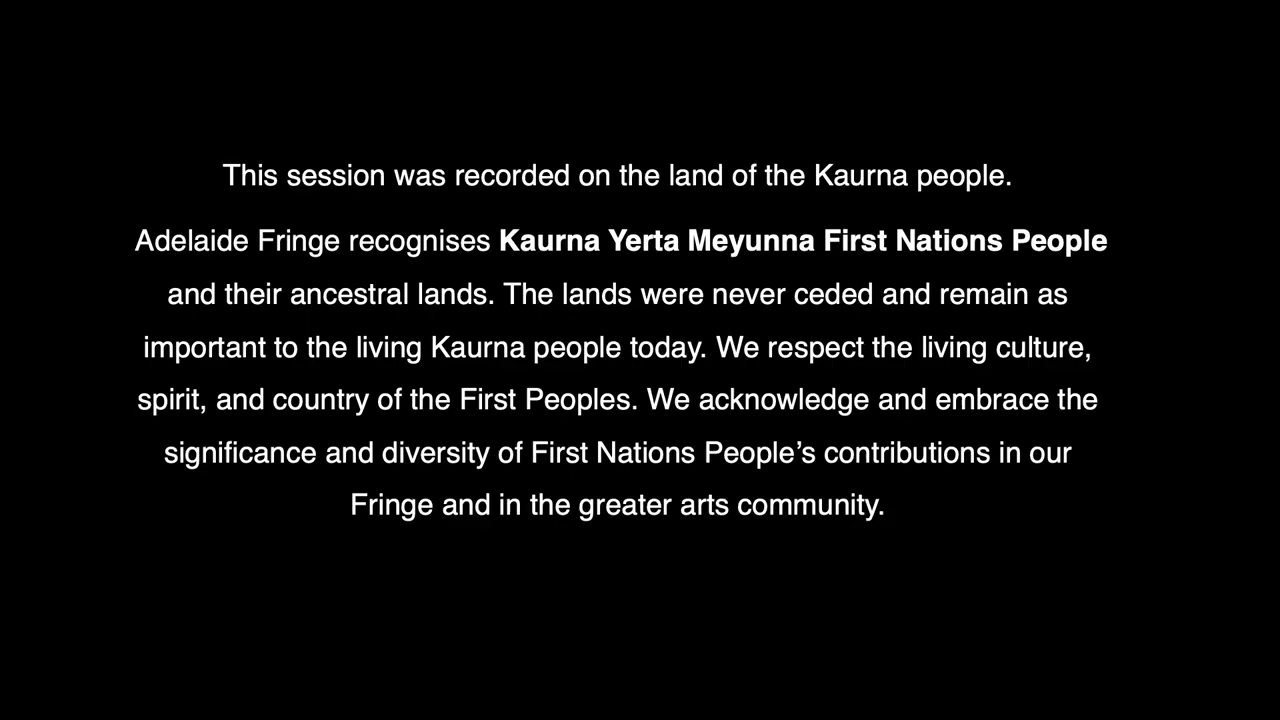 This session was recorded on the land of the Kaurna people.
Adelaide Fringe recognises Kaurna Yerta Meyunna First Nations People
and their ancestral lands. The lands were never ceded and remain as
important to the living Kaurna people today. We respect the living culture,
spirit, and country of the First Peoples. We acknowledge and embrace the
significance and diversity of First Nations People’s contributions in our
Fringe and in the greater arts community.